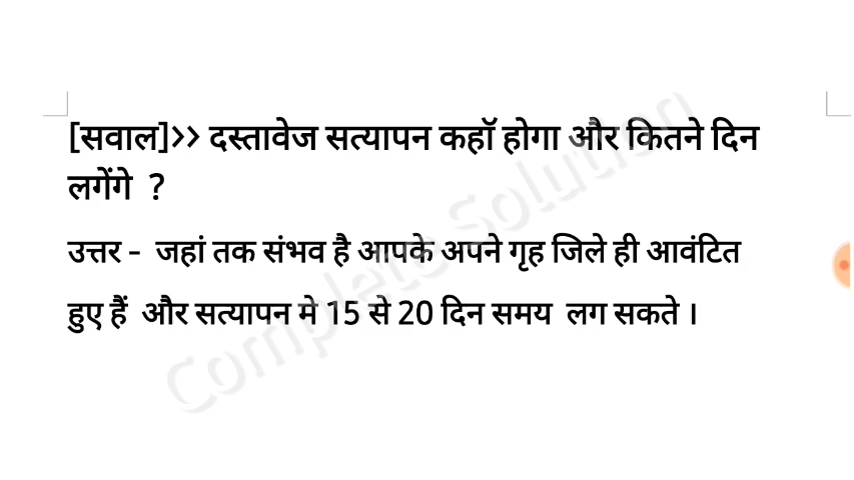 [सवाल]>> दस्तावेज सत्यापन कहॉ होगा और कितने दिन
लगेंगे ?
उत्तर - जहां तक संभव है आपके अपने गृह जिले ही आवंटित
हुए हैं और सत्यापन मे 15 से 20 दिन समय लग सकते ।
Complete Solution